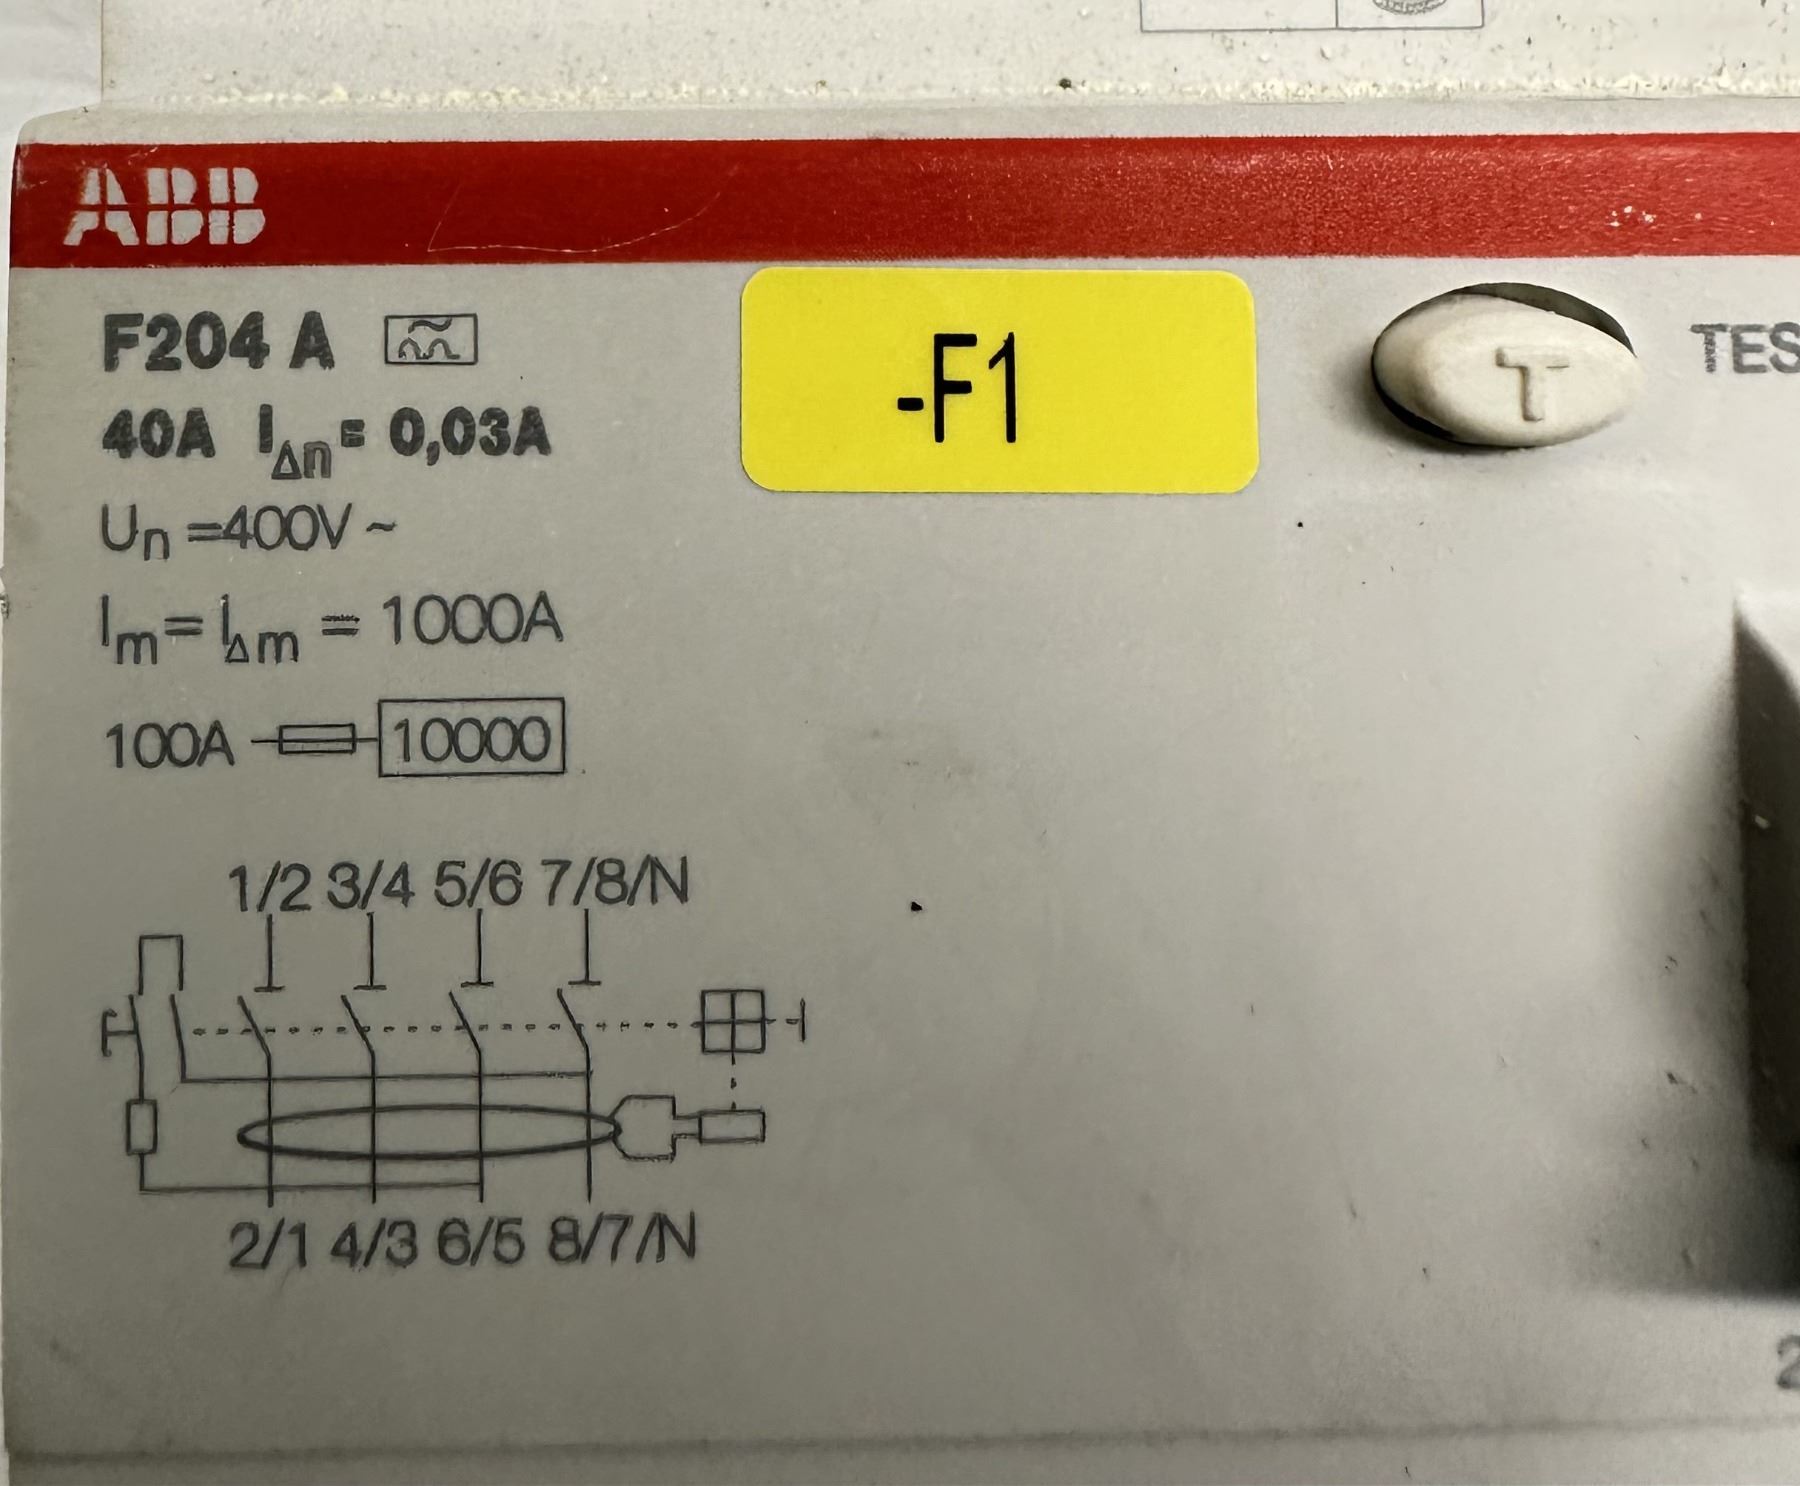 ABB
F204 A
-F1
T
TES
40A IΔn = 0,03A
Un =400V ~
Im = IΔm = 1000A
100A 10000
1/2 3/4 5/6 7/8/N
2/1 4/3 6/5 8/7/N
2